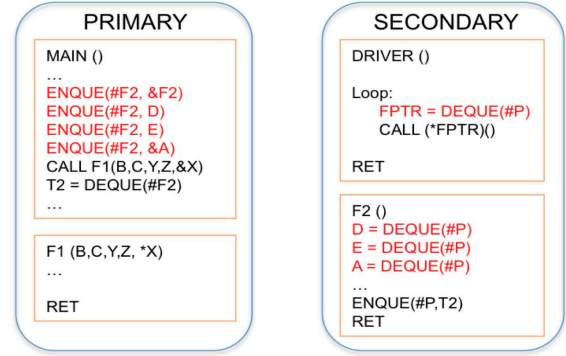 PRIMARY
MAIN ()
...
ENQUE(#F2, &F2)
ENQUE(#F2, D)
ENQUE(#F2, E)
ENQUE(#F2, &A)
CALL F1(B,C,Y,Z,&X)
T2 = DEQUE(#F2)
...
F1 (B,C,Y,Z, *X)
...
RET
SECONDARY
DRIVER ()
Loop:
FPTR = DEQUE(#P)
CALL (*FPTR)()
RET
F2 ()
D = DEQUE(#P)
E = DEQUE(#P)
A = DEQUE(#P)
...
ENQUE(#P,T2)
RET